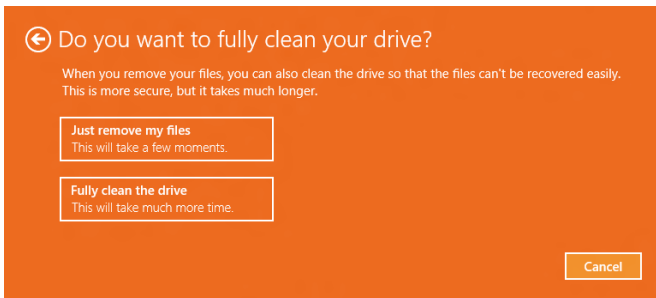 Do you want to fully clean your drive?
When you remove your files, you can also clean the drive so that the files can't be recovered easily.
This is more secure, but it takes much longer.
Just remove my files
This will take a few moments.
Fully clean the drive
This will take much more time.
Cancel